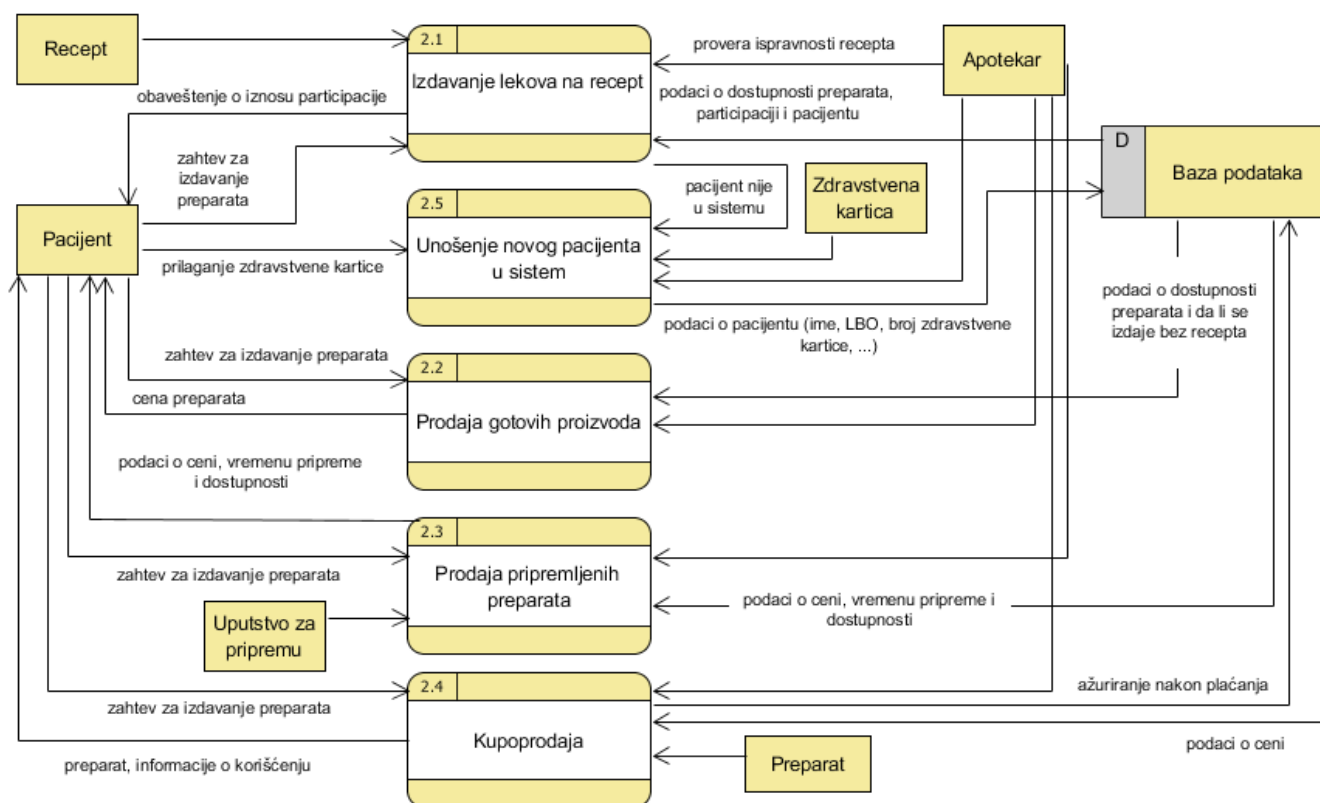 Recept
2.1
Izdavanje lekova na recept
provera ispravnosti recepta
Apotekar
obaveštenje o iznosu participacije
podaci o dostupnosti preparata,
participaciji i pacijentu
D
Baza podataka
zahtev za
izdavanje
preparata
pacijent nije
u sistemu
Zdravstvena
kartica
2.5
Unošenje novog pacijenta
u sistem
Pacijent
prilaganje zdravstvene kartice
podaci o pacijentu (ime, LBO, broj zdravstvene
kartice, ...)
podaci o dostupnosti
preparata i da li se
izdaje bez recepta
zahtev za izdavanje preparata
2.2
Prodaja gotovih proizvoda
cena preparata
podaci o ceni, vremenu pripreme
i dostupnosti
2.3
Prodaja pripremljenih
preparata
zahtev za izdavanje preparata
podaci o ceni, vremenu pripreme i
dostupnosti
Uputstvo za
pripremu
2.4
Kupoprodaja
zahtev za izdavanje preparata
ažuriranje nakon plaćanja
podaci o ceni
preparat, informacije o korišćenju
Preparat